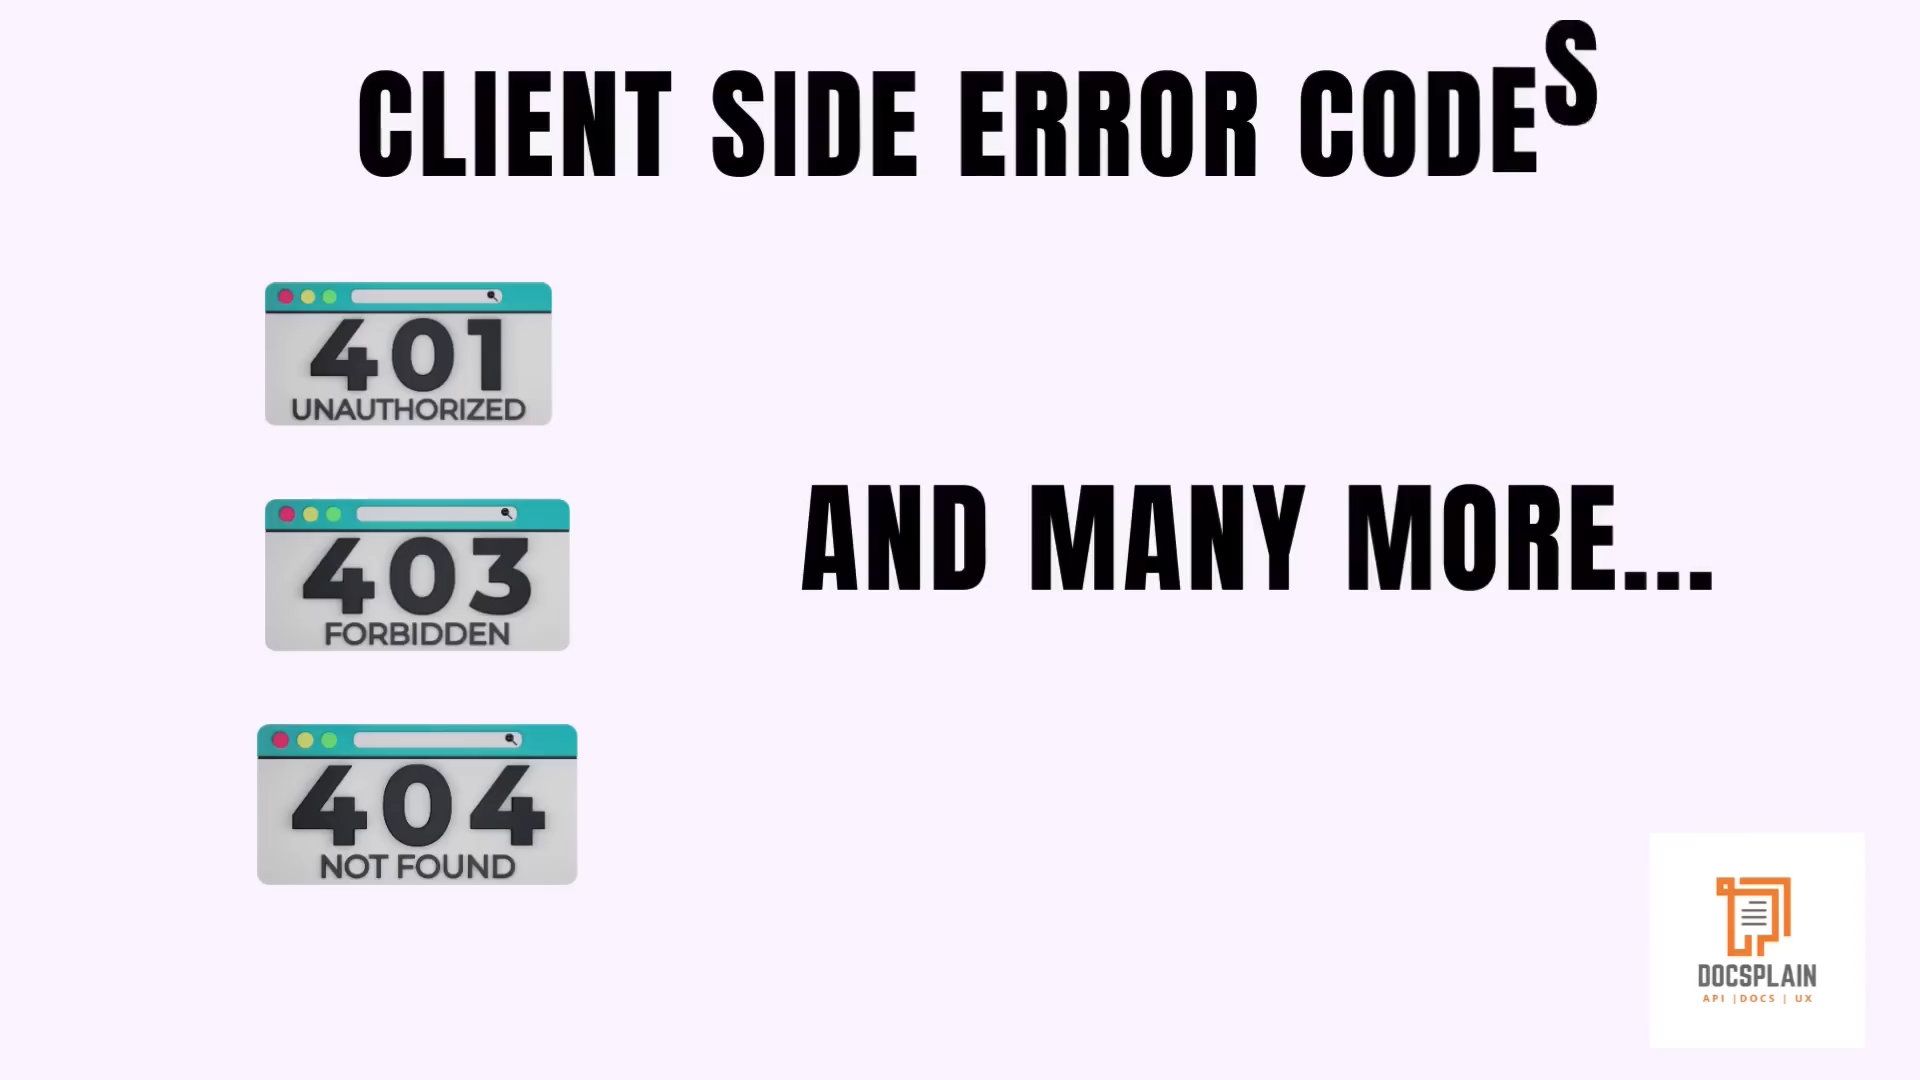 CLIENT SIDE ERROR CODES
401
UNAUTHORIZED
403
FORBIDDEN
404
NOT FOUND
AND MANY MORE...
DOCSPLAIN
API | DOCS | UX